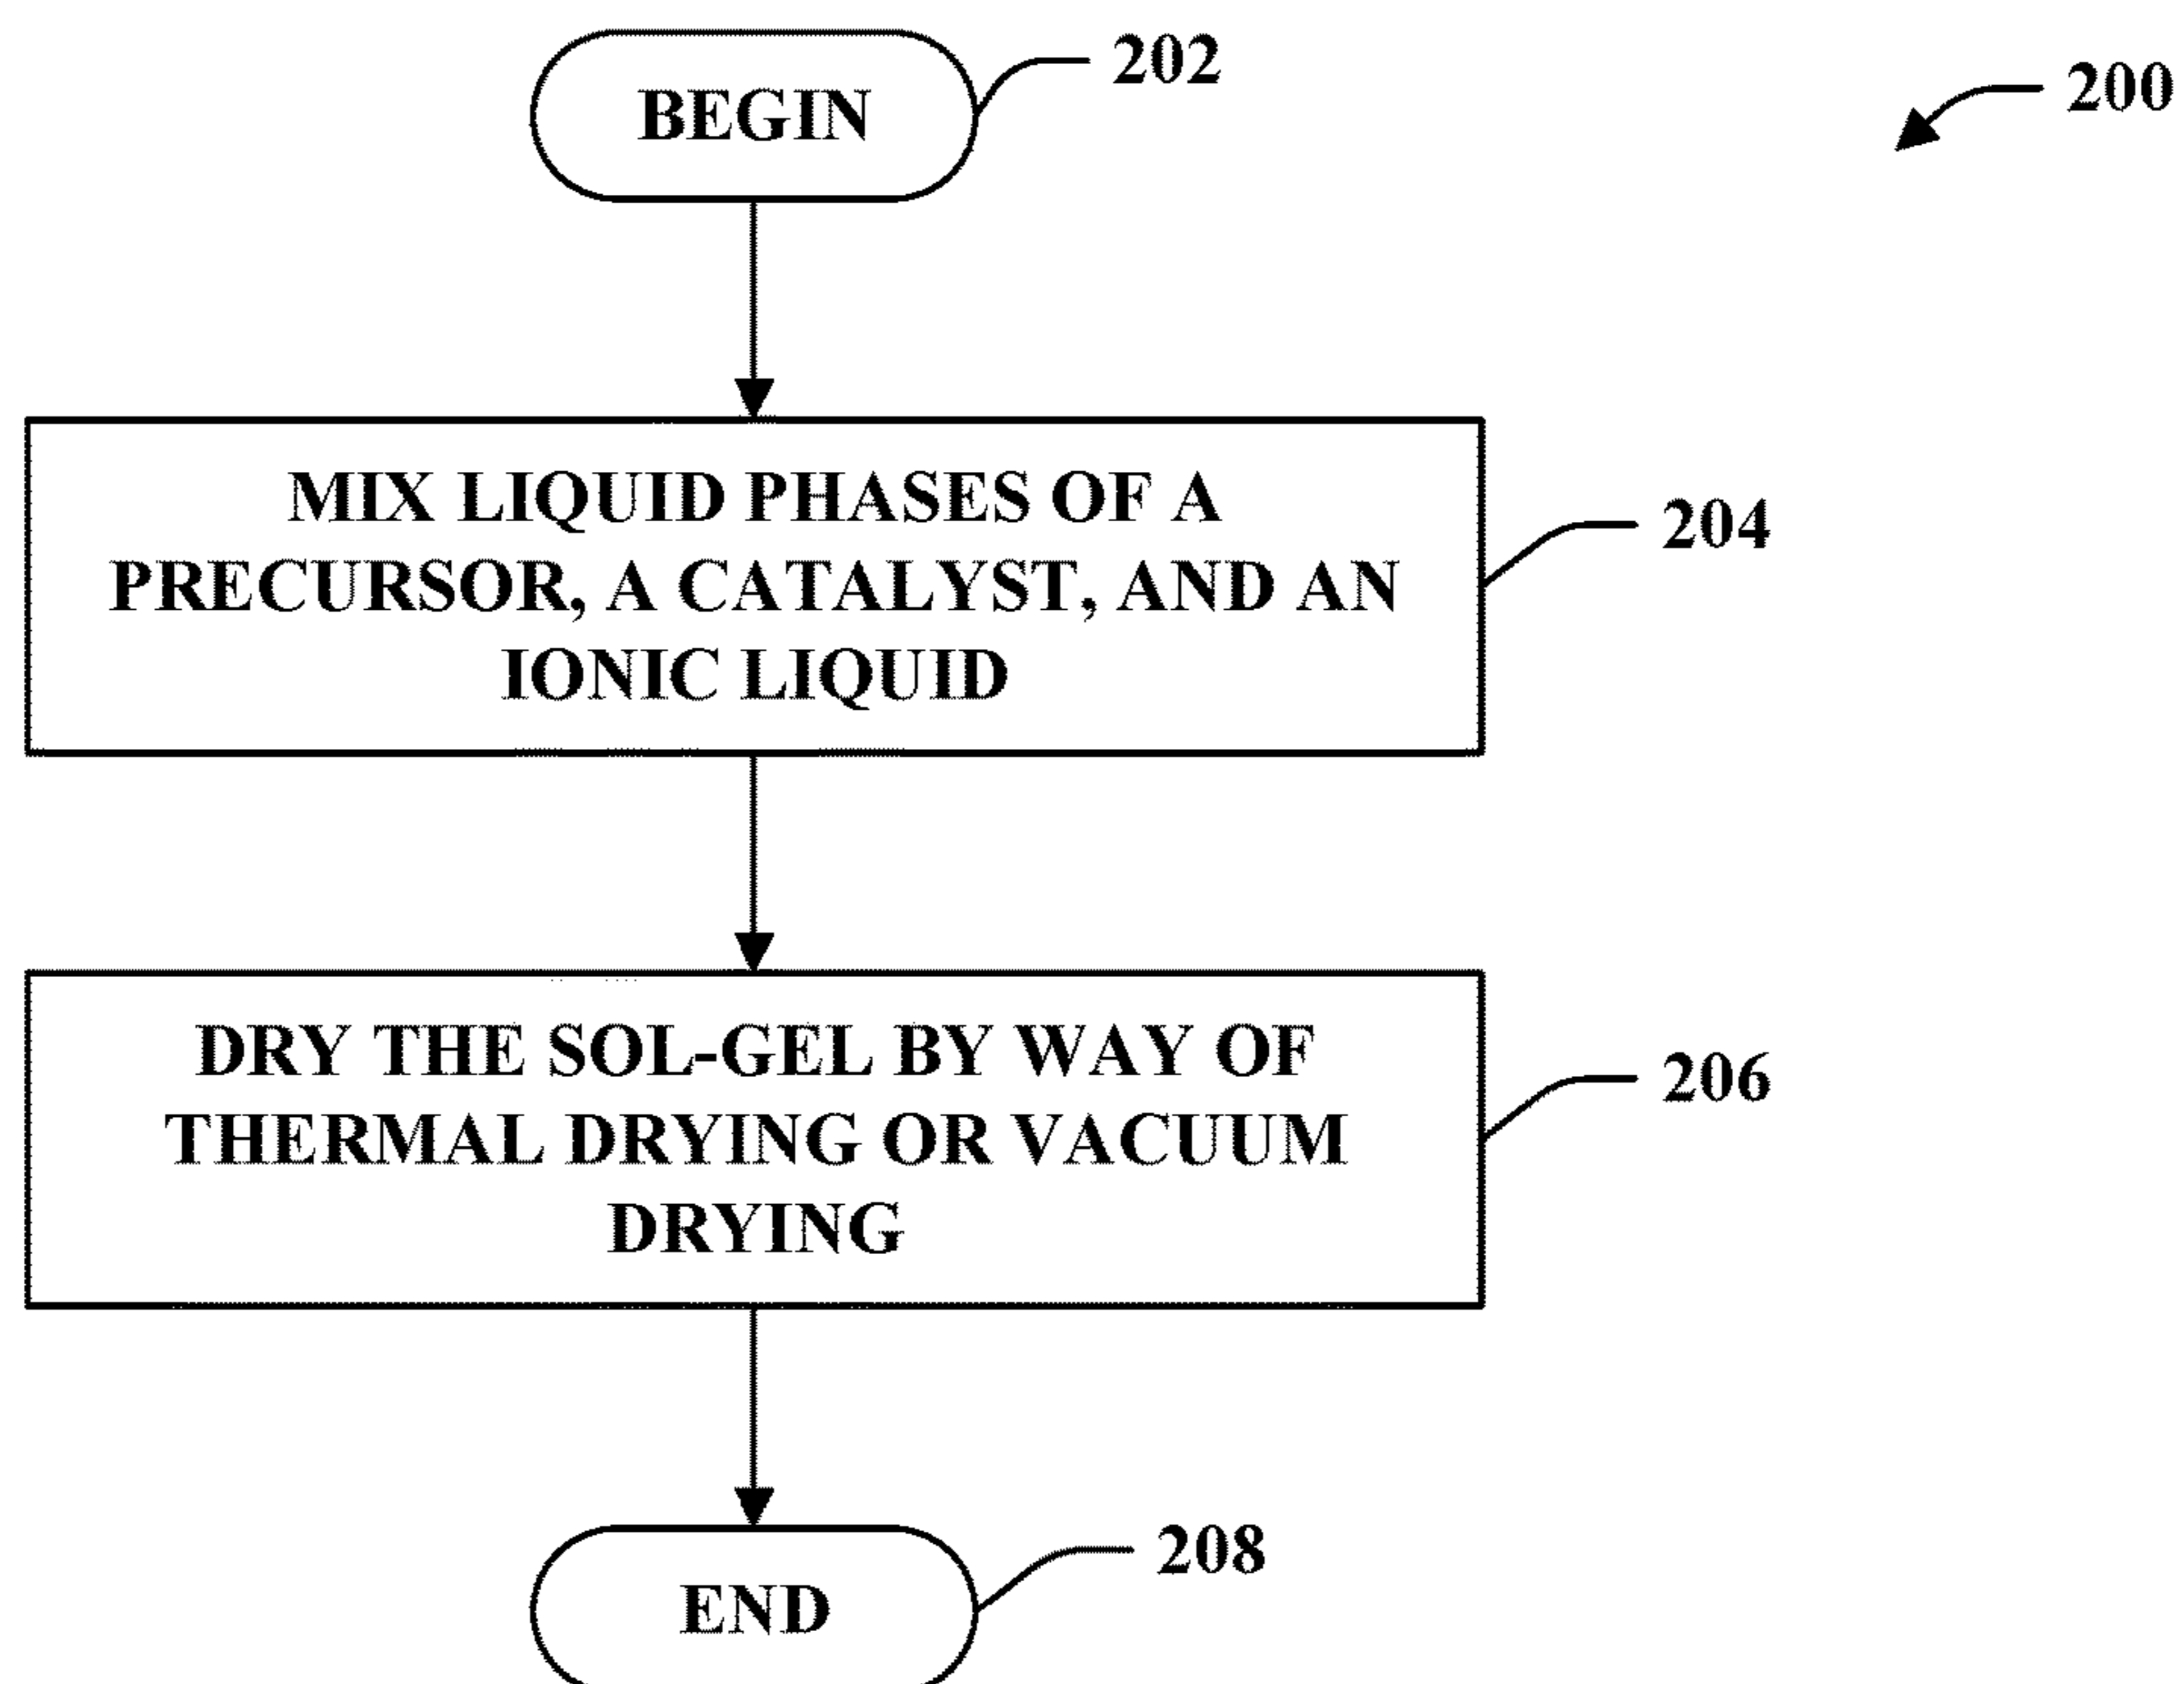 BEGIN
202
200
MIX LIQUID PHASES OF A
PRECURSOR, A CATALYST, AND AN
IONIC LIQUID
204
DRY THE SOL-GEL BY WAY OF
THERMAL DRYING OR VACUUM
DRYING
206
END
208